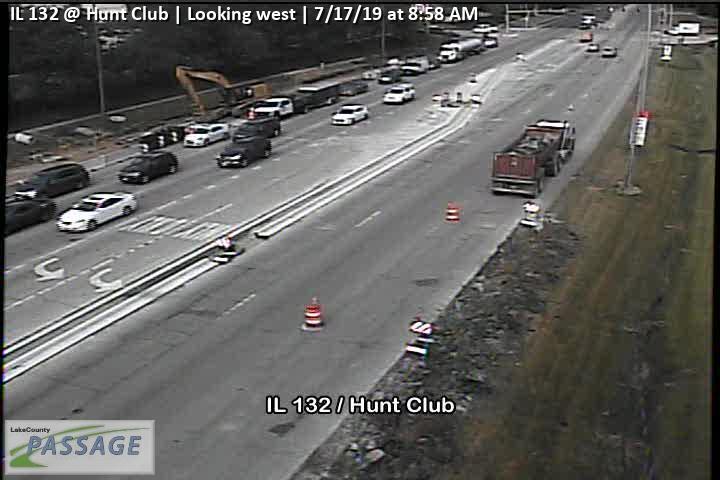 IL 132 @ Hunt Club | Looking west | 7/17/19 at 8:58 AM
IL 132 / Hunt Club
LakeCounty
PASSAGE